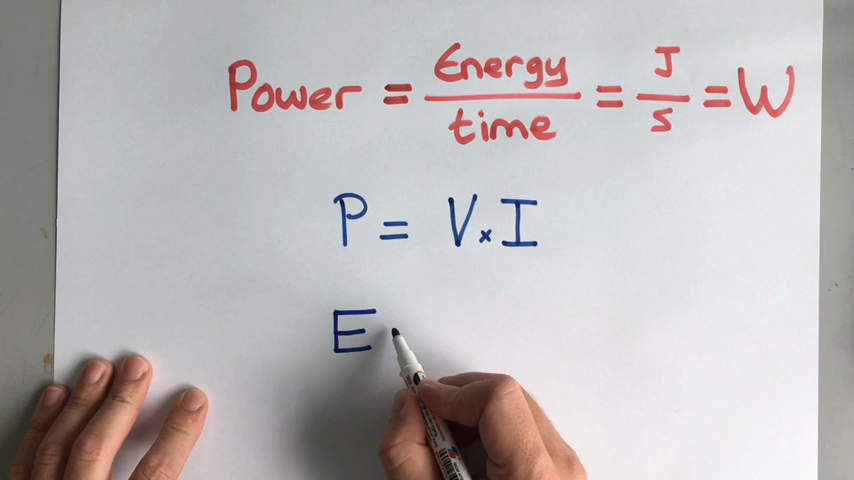 Power = Energy / time = J / s = W
P = V × I
E